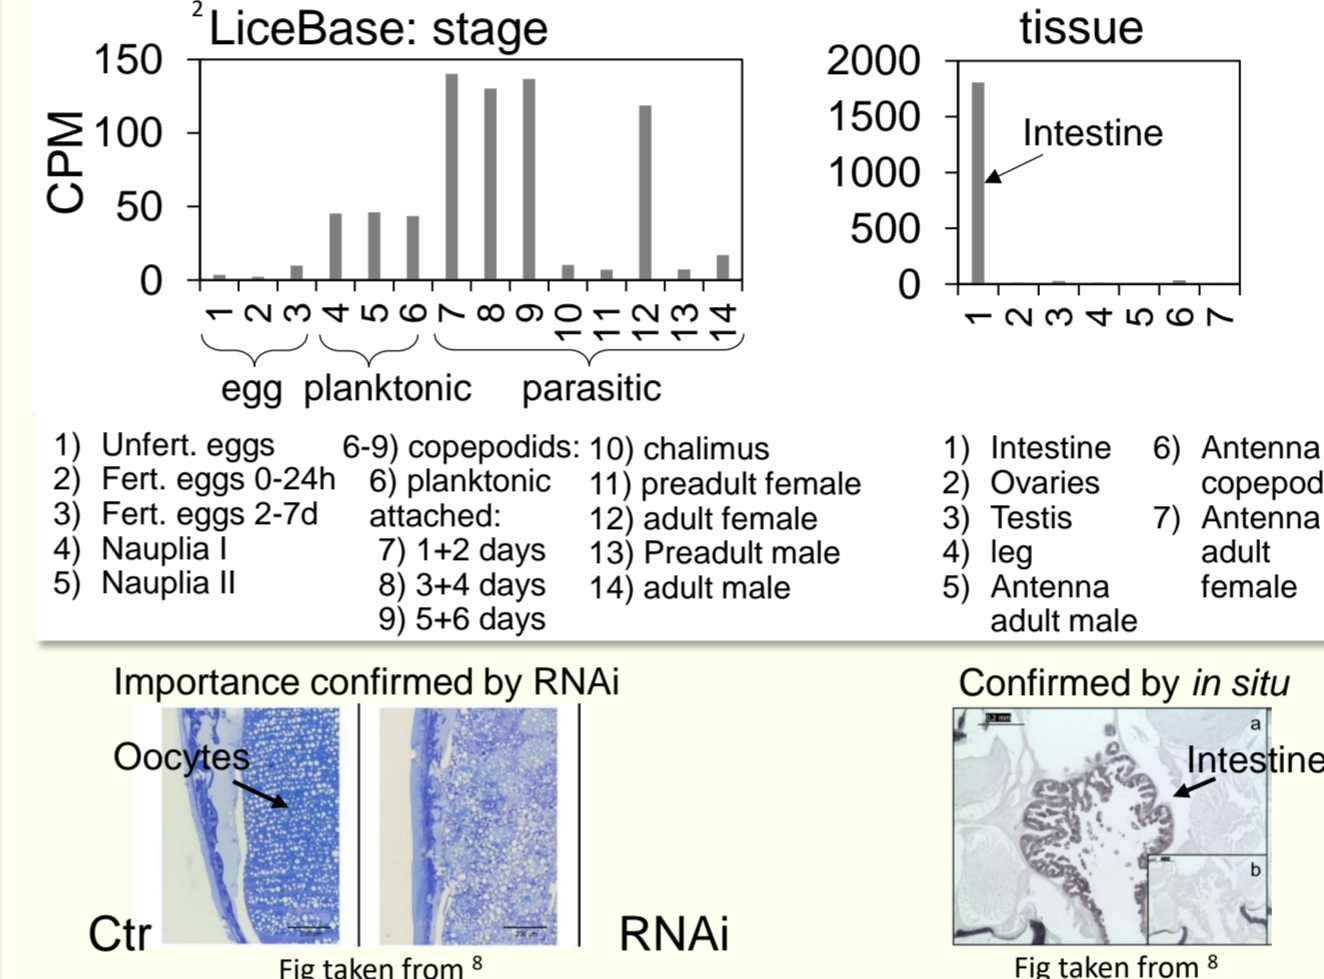 2 LiceBase: stage
CPM
150
100
50
0
1 2 3 4 5 6 7 8 9 10 11 12 13 14
egg planktonic parasitic
tissue
2000
1500
1000
500
0
Intestine
1 2 3 4 5 6 7
1) Unfert. eggs
2) Fert. eggs 0-24h
3) Fert. eggs 2-7d
4) Nauplia I
5) Nauplia II
6-9) copepodids:
6) planktonic
attached:
7) 1+2 days
8) 3+4 days
9) 5+6 days
10) chalimus
11) preadult female
12) adult female
13) Preadult male
14) adult male
1) Intestine
2) Ovaries
3) Testis
4) leg
5) Antenna
adult male
6) Antenna
copepod
7) Antenna
adult
female
Importance confirmed by RNAi
Oocytes
Ctr
RNAi
Fig taken from 8
Confirmed by in situ
0.2 mm
a
Intestine
b
Fig taken from 8